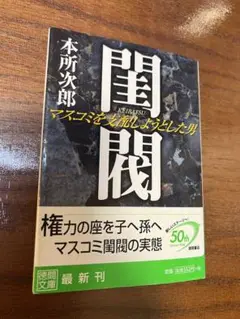 本所次郎
閨閥
KEIBATSU
マスコミを支配しようとした男
権力の座を子へ孫へ
マスコミ閨閥の実態
50th
徳間文庫
最新刊